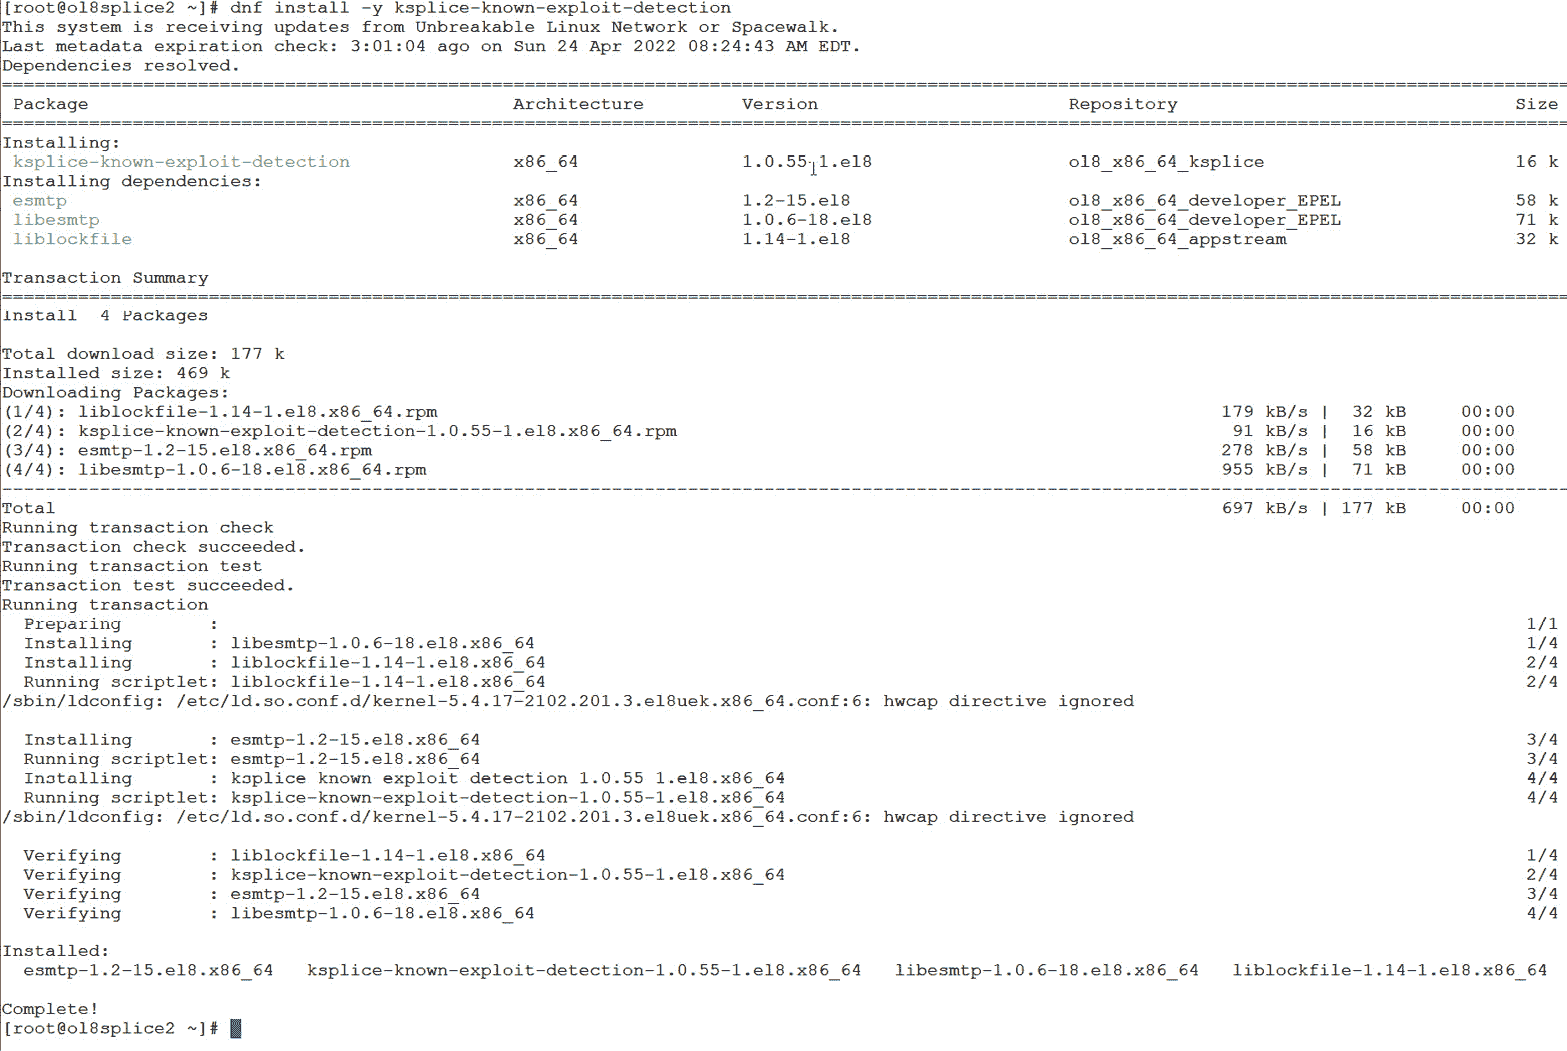 [root@ol8splice2 ~]# dnf install -y ksplice-known-exploit-detection
This system is receiving updates from Unbreakable Linux Network or Spacewalk.
Last metadata expiration check: 3:01:04 ago on Sun 24 Apr 2022 08:24:43 AM EDT.
Dependencies resolved.
Package Architecture Version Repository Size
Installing:
ksplice-known-exploit-detection x86_64 1.0.55-1.el8 ol8_x86_64_ksplice 16 k
Installing dependencies:
esmtp x86_64 1.2-15.el8 ol8_x86_64_developer_EPEL 58 k
libesmtp x86_64 1.0.6-18.el8 ol8_x86_64_developer_EPEL 71 k
liblockfile x86_64 1.14-1.el8 ol8_x86_64_appstream 32 k
Transaction Summary
Install 4 Packages
Total download size: 177 k
Installed size: 469 k
Downloading Packages:
(1/4): liblockfile-1.14-1.el8.x86_64.rpm 179 kB/s | 32 kB 00:00
(2/4): ksplice-known-exploit-detection-1.0.55-1.el8.x86_64.rpm 91 kB/s | 16 kB 00:00
(3/4): esmtp-1.2-15.el8.x86_64.rpm 278 kB/s | 58 kB 00:00
(4/4): libesmtp-1.0.6-18.el8.x86_64.rpm 955 kB/s | 71 kB 00:00
Total 697 kB/s | 177 kB 00:00
Running transaction check
Transaction check succeeded.
Running transaction test
Transaction test succeeded.
Running transaction
Preparing : 1/1
Installing : libesmtp-1.0.6-18.el8.x86_64 1/4
Installing : liblockfile-1.14-1.el8.x86_64 2/4
Running scriptlet: liblockfile-1.14-1.el8.x86_64 2/4
/sbin/ldconfig: /etc/ld.so.conf.d/kernel-5.4.17-2102.201.3.el8uek.x86_64.conf:6: hwcap directive ignored
Installing : esmtp-1.2-15.el8.x86_64 3/4
Running scriptlet: esmtp-1.2-15.el8.x86_64 3/4
Installing : ksplice known exploit detection 1.0.55 1.el8.x86_64 4/4
Running scriptlet: ksplice-known-exploit-detection-1.0.55-1.el8.x86_64 4/4
/sbin/ldconfig: /etc/ld.so.conf.d/kernel-5.4.17-2102.201.3.el8uek.x86_64.conf:6: hwcap directive ignored
Verifying : liblockfile-1.14-1.el8.x86_64 1/4
Verifying : ksplice-known-exploit-detection-1.0.55-1.el8.x86_64 2/4
Verifying : esmtp-1.2-15.el8.x86_64 3/4
Verifying : libesmtp-1.0.6-18.el8.x86_64 4/4
Installed:
esmtp-1.2-15.el8.x86_64 ksplice-known-exploit-detection-1.0.55-1.el8.x86_64 libesmtp-1.0.6-18.el8.x86_64 liblockfile-1.14-1.el8.x86_64
Complete!
[root@ol8splice2 ~]#